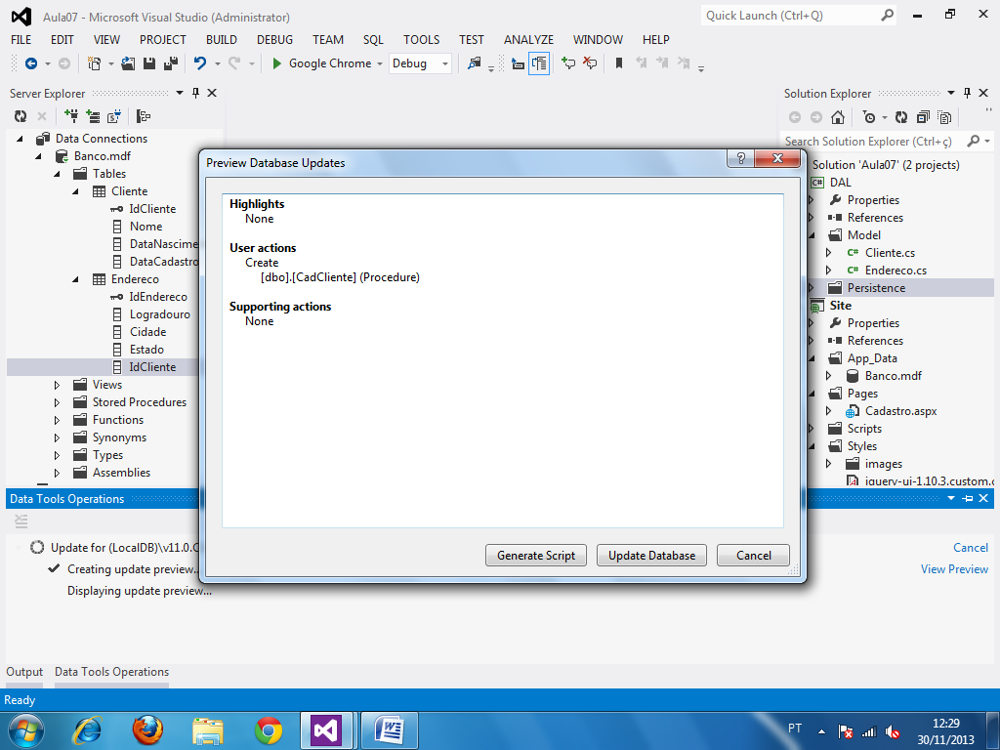 Aula07 - Microsoft Visual Studio (Administrator)
Quick Launch (Ctrl+Q)
FILE EDIT VIEW PROJECT BUILD DEBUG TEAM SQL TOOLS TEST ANALYZE WINDOW HELP
Google Chrome Debug
Server Explorer
Data Connections
Banco.mdf
Tables
Cliente
IdCliente
Nome
DataNascime
DataCadastro
Endereco
IdEndereco
Logradouro
Cidade
Estado
IdCliente
Views
Stored Procedures
Functions
Synonyms
Types
Assemblies
Preview Database Updates
?
Highlights
None
User actions
Create
[dbo].[CadCliente] (Procedure)
Supporting actions
None
Generate Script Update Database Cancel
Solution Explorer
Search Solution Explorer (Ctrl+ç)
Solution 'Aula07' (2 projects)
C# DAL
Properties
References
Model
C# Cliente.cs
C# Endereco.cs
Persistence
Site
Properties
References
App_Data
Banco.mdf
Pages
Cadastro.aspx
Scripts
Styles
images
jquery-ui-1.10.3.custom.c
Data Tools Operations
Update for (LocalDB)\v11.0.C
Cancel
Creating update preview...
View Preview
Displaying update preview...
Output Data Tools Operations
Ready
PT
12:29
30/11/2013